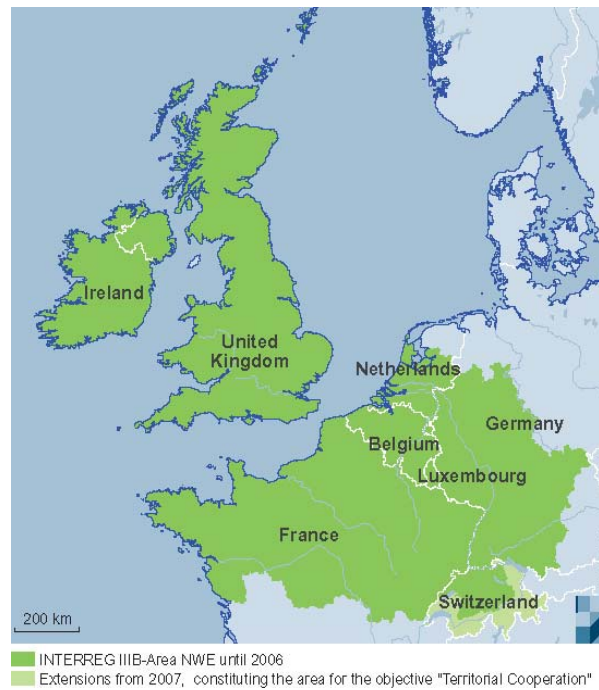 Ireland
United
Kingdom
Netherlands
Germany
Belgium
Luxembourg
France
Switzerland
200 km
INTERREG IIIB-Area NWE until 2006
Extensions from 2007, constituting the area for the objective "Territorial Cooperation"